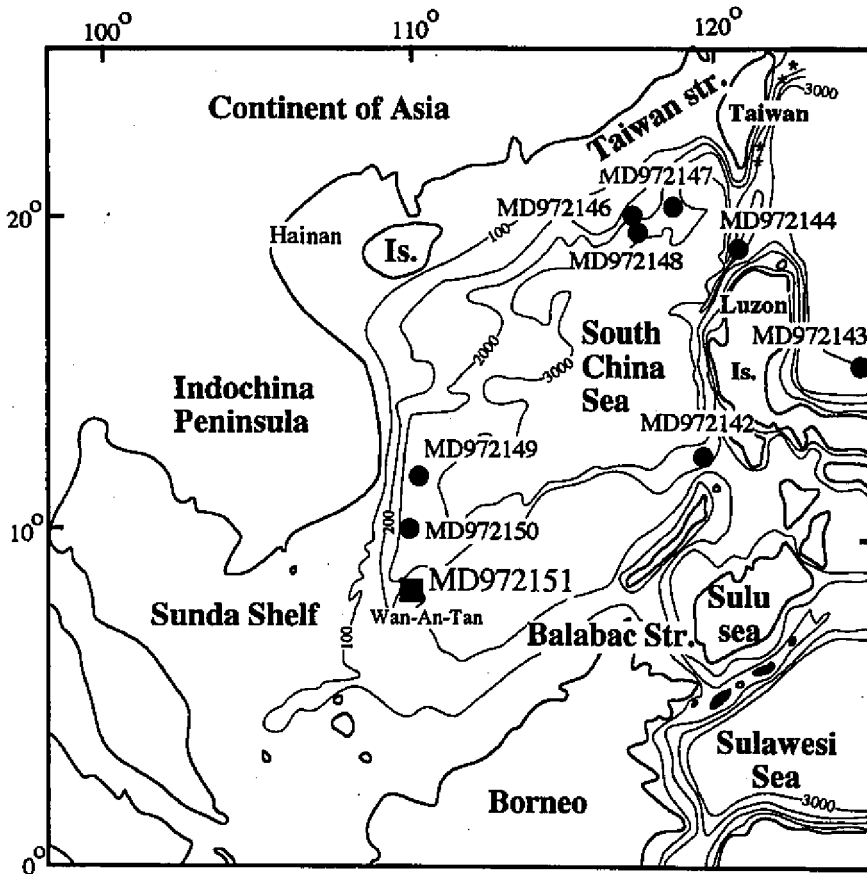 100° 110° 120°
Continent of Asia
Taiwan str.
Taiwan
3000
MD972147
20°
MD972146
MD972144
Hainan
Is.
100
MD972148
Luzon
Is.
MD972143
2000
3000
South
China
Sea
Indochina
Peninsula
MD972142
MD972149
200
10°
MD972150
MD972151
Wan-An-Tan
Sunda Shelf
100
Balabac Str.
Sulu
sea
Sulawesi
Sea
Borneo
3000
0°